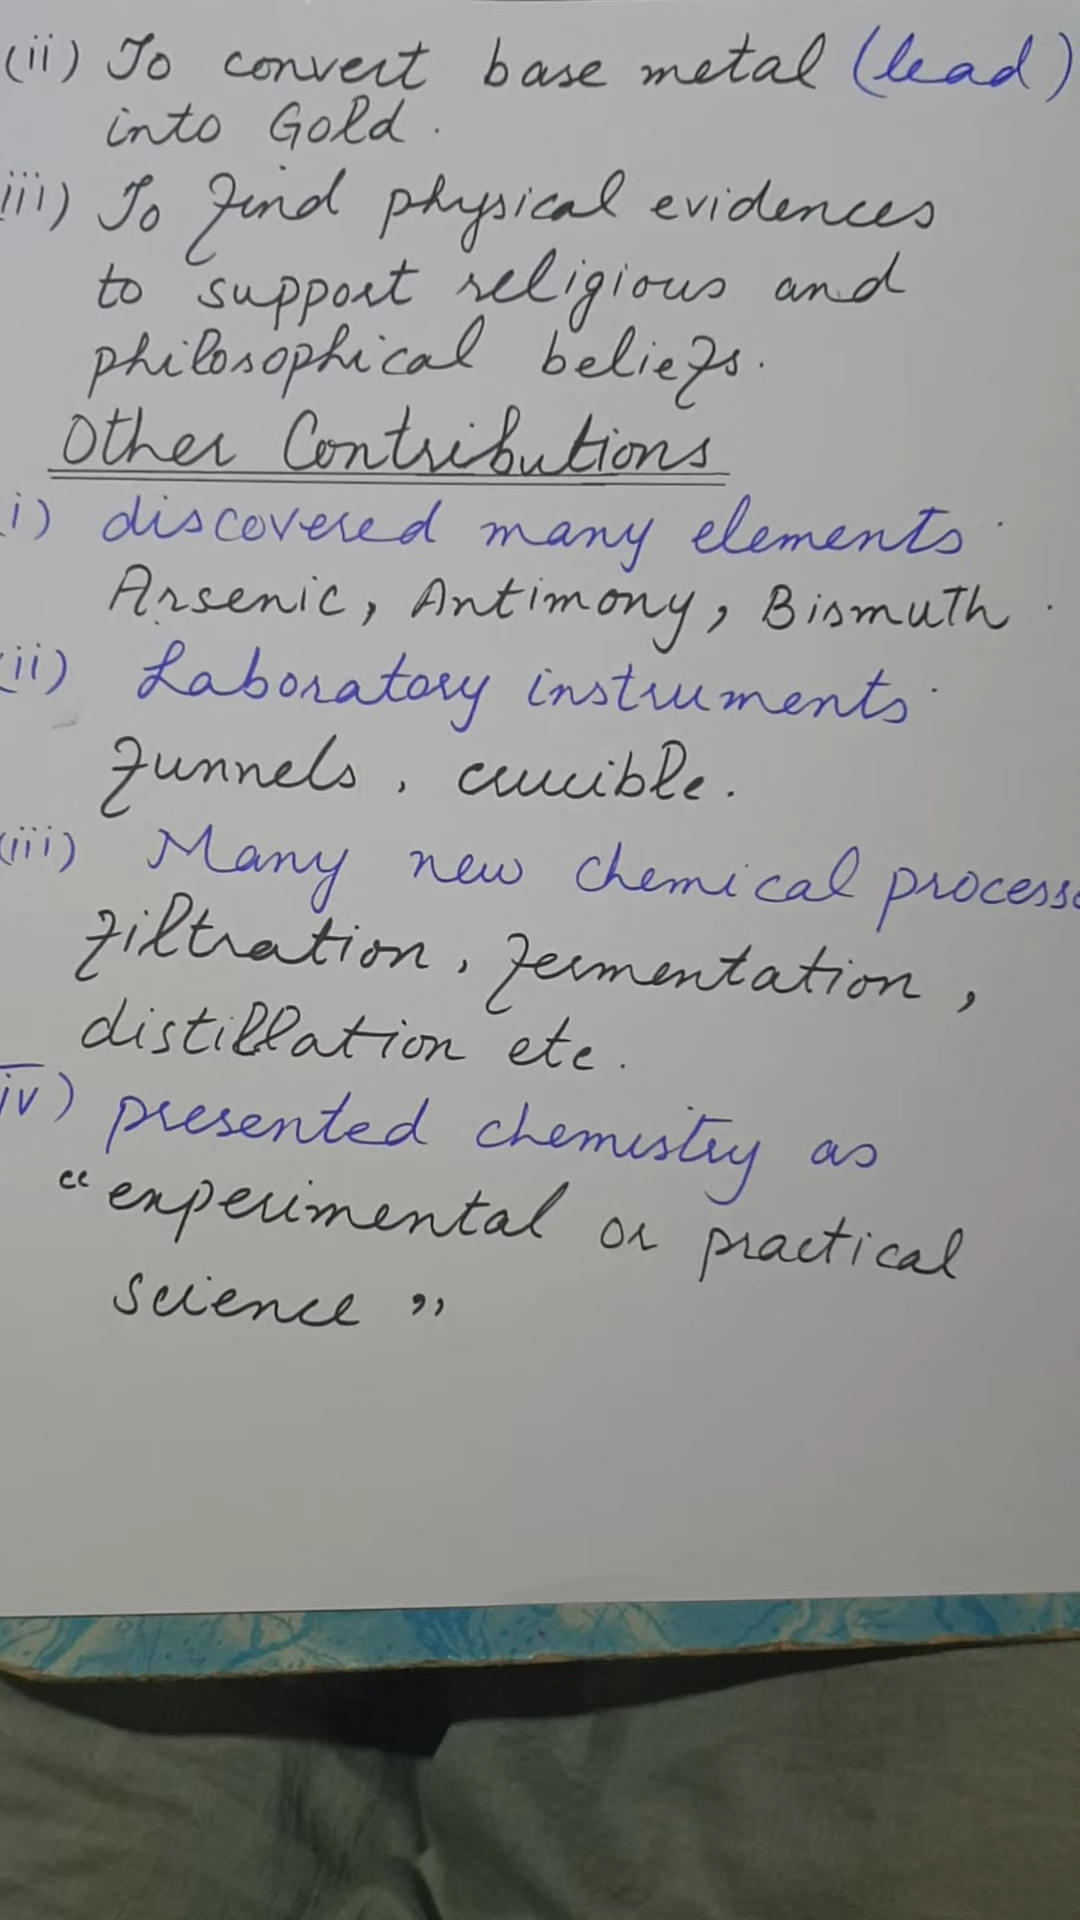 (ii) To convert base metal (lead)
into Gold.
iii) To find physical evidences
to support religious and
philosophical beliefs.
Other Contributions
i) discovered many elements
Arsenic, Antimony, Bismuth.
(ii) Laboratory instruments
funnels, crucible.
(iii) Many new chemical processe
filtration, fermentation,
distillation etc.
iv) presented chemistry as
"experimental or practical
science"